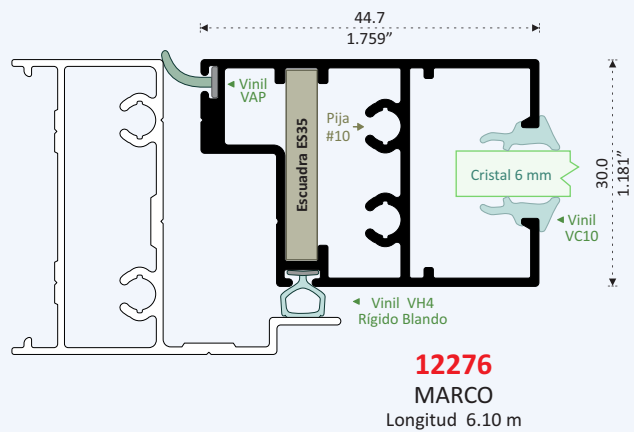 44.7
1.759”
Vinil
VAP
Pija
#10
Escuadra ES35
Cristal 6 mm
30.0
1.181”
Vinil
VC10
Vinil VH4
Rígido Blando
12276
MARCO
Longitud 6.10 m